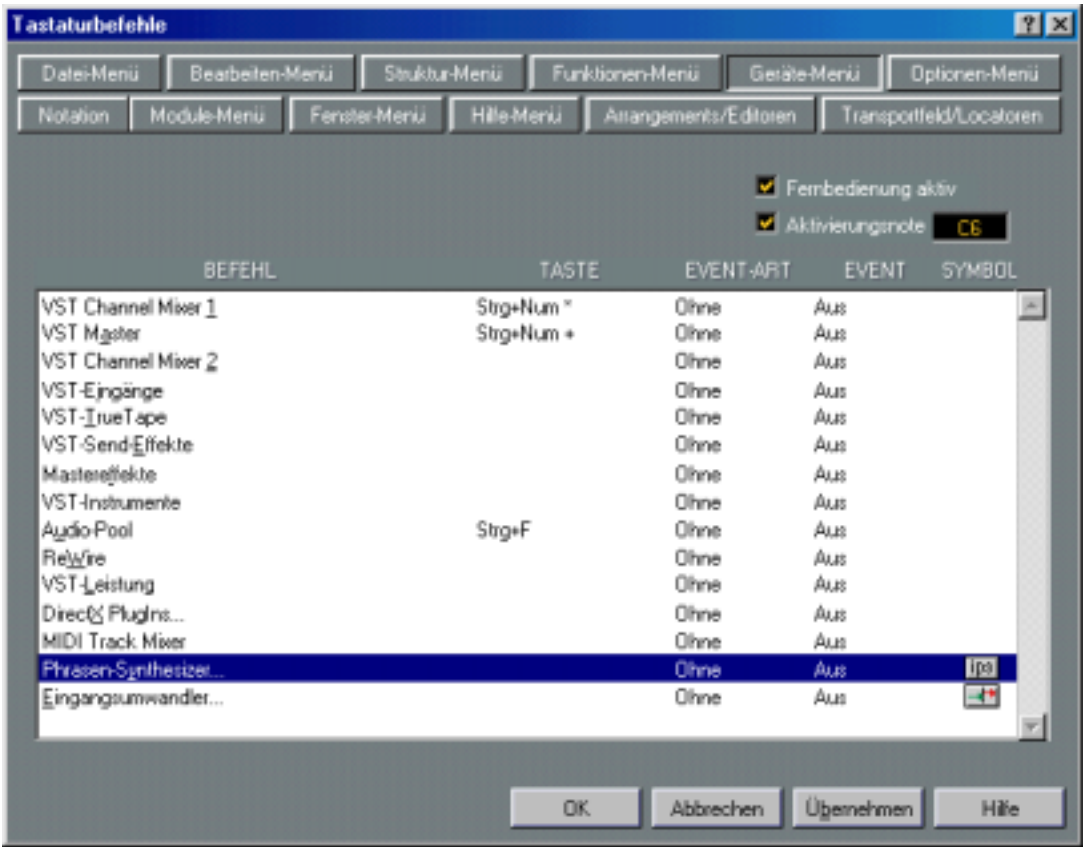 Tastaturbefehle
Datei-Menü Bearbeiten-Menü Struktur-Menü Funktionen-Menü Geräte-Menü Optionen-Menü
Notation Module-Menü Fenster-Menü Hilfe-Menü Arrangements/Editoren Transportfeld/Locatoren
Fernbedienung aktiv
Aktivierungsnote C6
BEFEHL TASTE EVENT-ART EVENT SYMBOL
VST Channel Mixer 1 Strg+Num * Ohne Aus
VST Master Strg+Num + Ohne Aus
VST Channel Mixer 2 Ohne Aus
VST-Eingänge Ohne Aus
VST-TrueTape Ohne Aus
VST-Send-Effekte Ohne Aus
Mastereffekte Ohne Aus
VST-Instrumente Ohne Aus
Audio-Pool Strg+F Ohne Aus
ReWire Ohne Aus
VST-Leistung Ohne Aus
DirectX PlugIns... Ohne Aus
MIDI Track Mixer Ohne Aus
Phrasen-Synthesizer... Ohne Aus ips
Eingangsumwandler... Ohne Aus
OK Abbrechen Übernehmen Hilfe